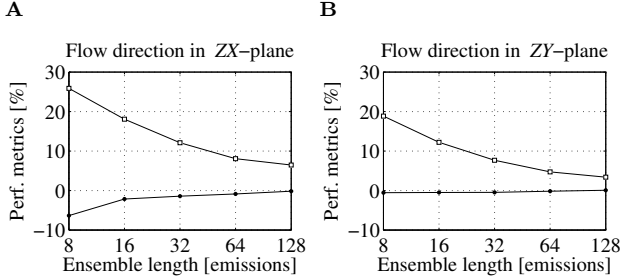 A
Flow direction in ZX-plane
Perf. metrics [%]
30
20
10
0
−10
8 16 32 64 128
Ensemble length [emissions]
B
Flow direction in ZY-plane
Perf. metrics [%]
30
20
10
0
−10
8 16 32 64 128
Ensemble length [emissions]